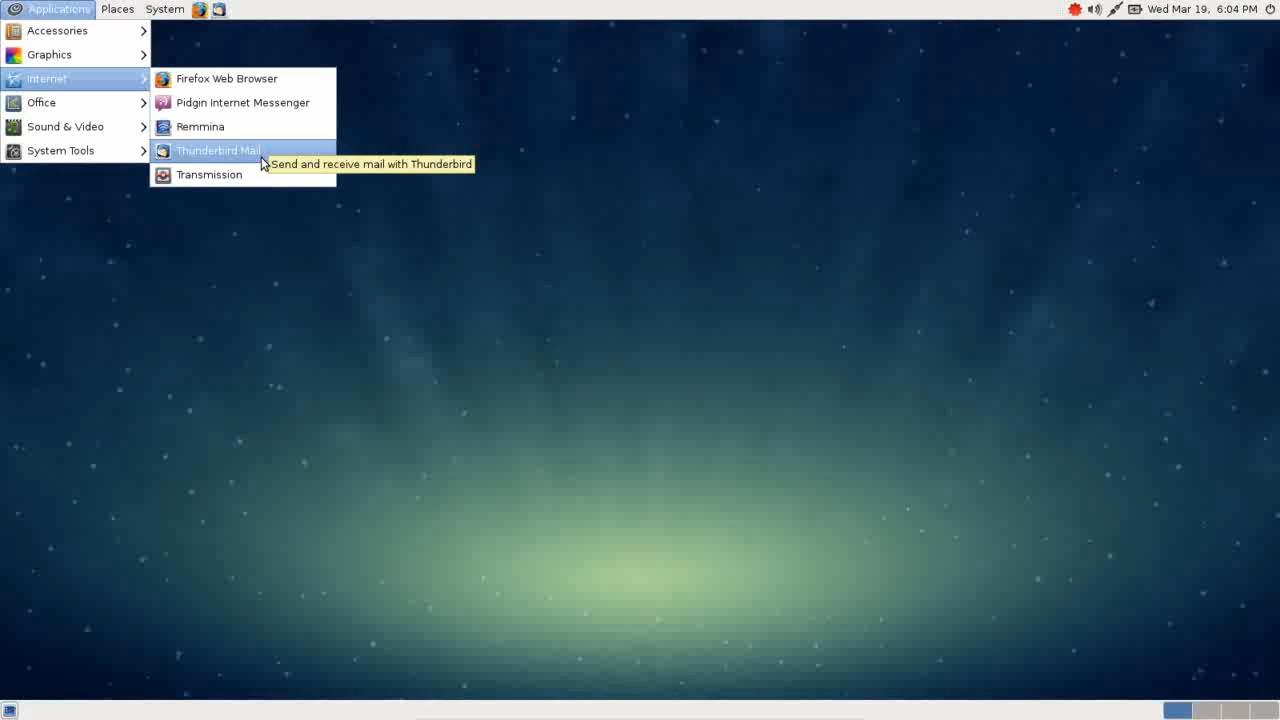 Applications Places System Wed Mar 19, 6:04 PM
Accessories
Graphics
Internet
Office
Sound & Video
System Tools
Firefox Web Browser
Pidgin Internet Messenger
Remmina
Thunderbird Mail
Send and receive mail with Thunderbird
Transmission